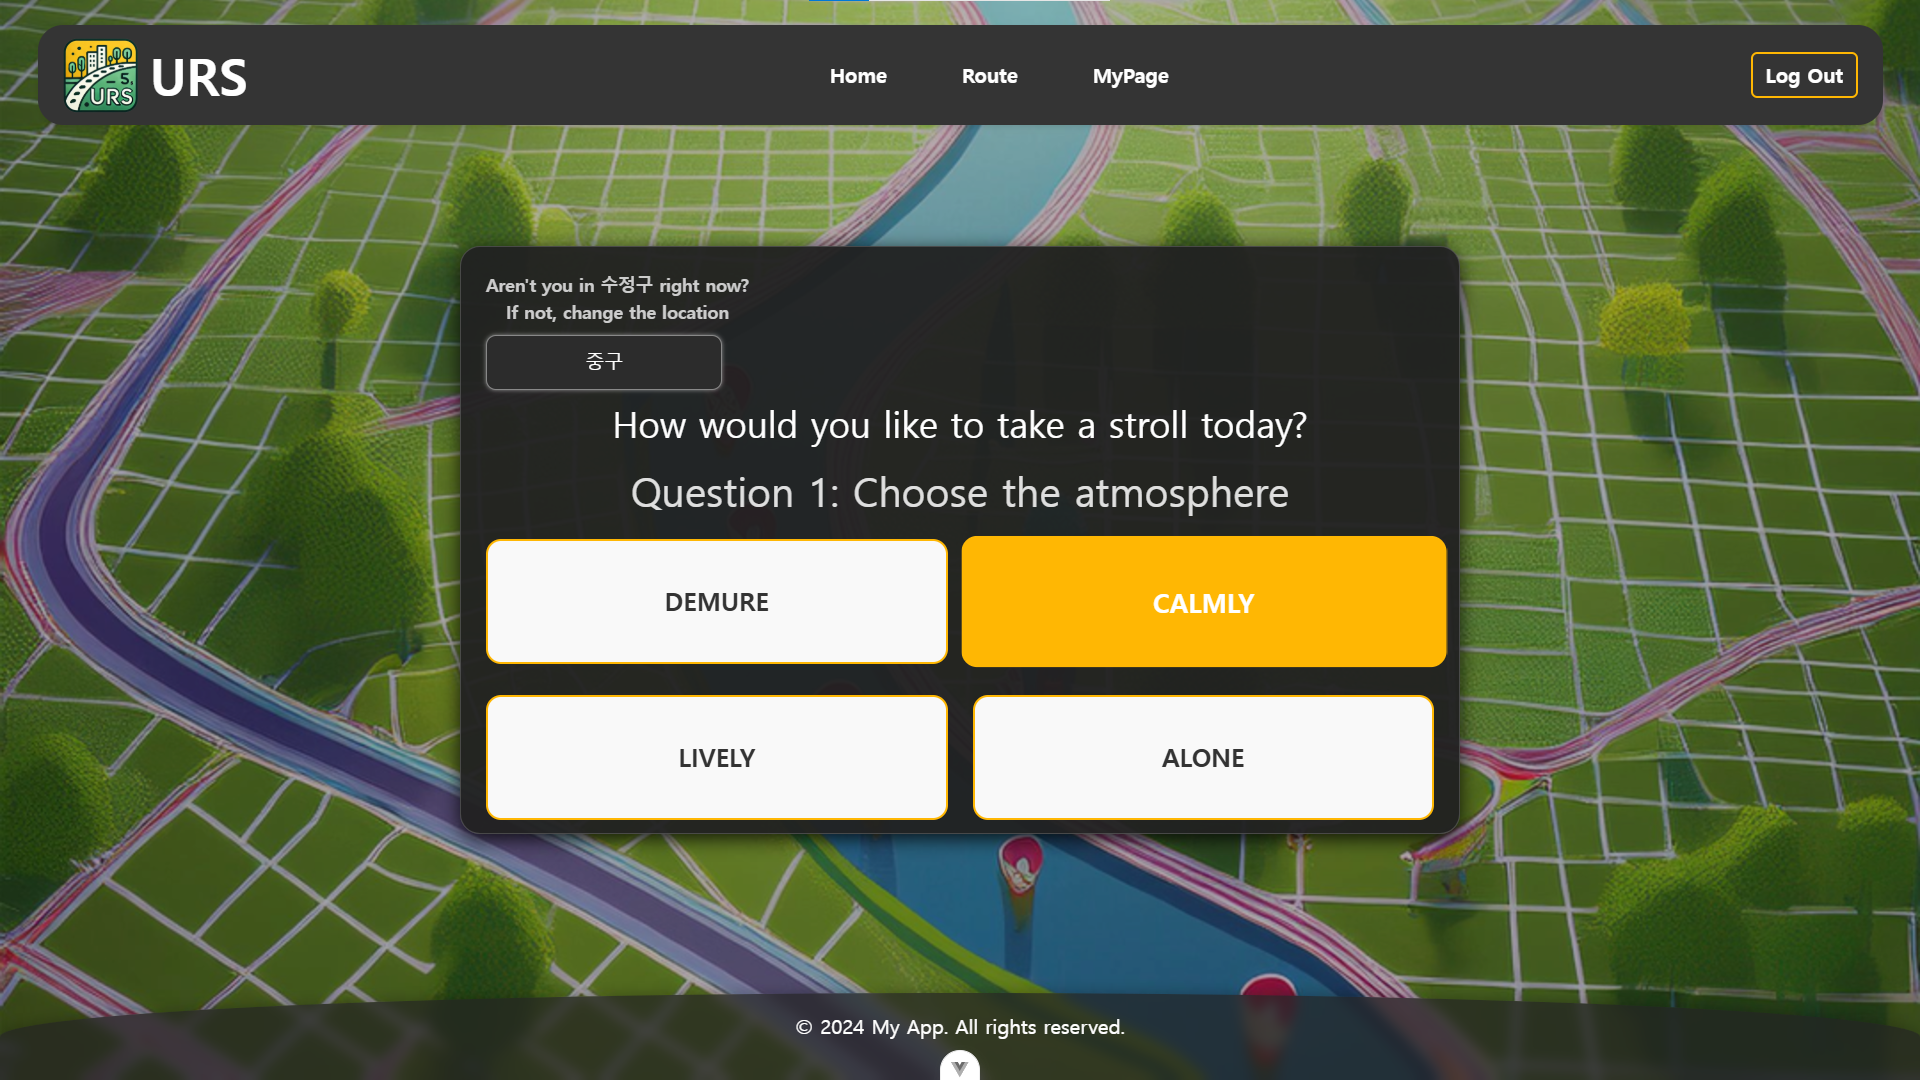 URS
- 5.
URS
Home
Route
MyPage
Log Out
Aren't you in 수정구 right now?
If not, change the location
중구
How would you like to take a stroll today?
Question 1: Choose the atmosphere
DEMURE
CALMLY
LIVELY
ALONE
© 2024 My App. All rights reserved.